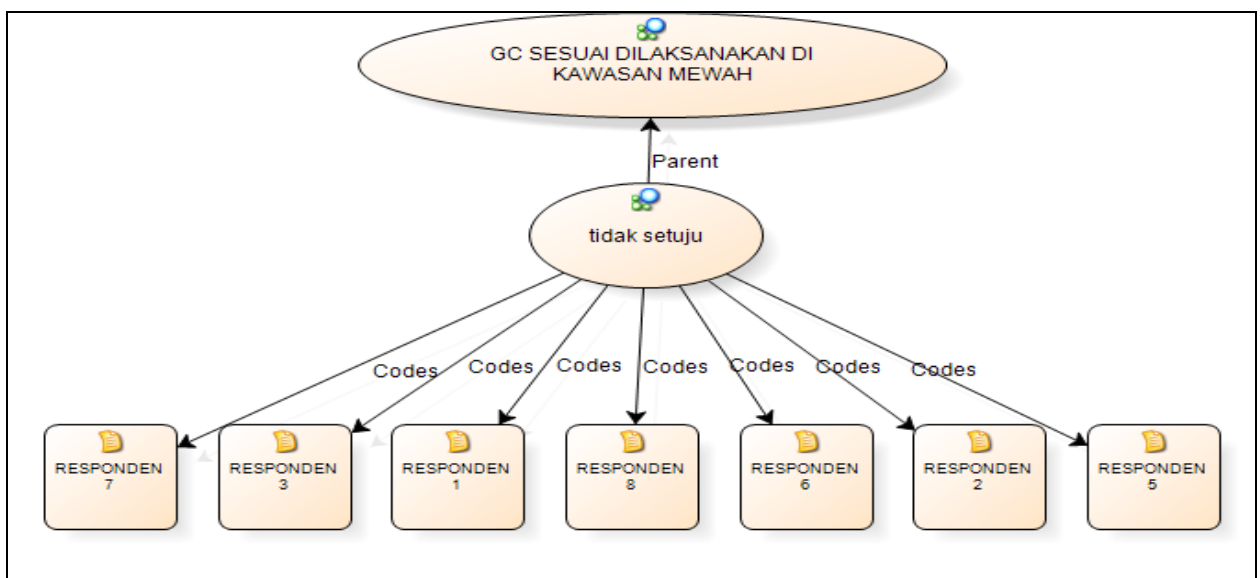 GC SESUAI DILAKSANAKAN DI
KAWASAN MEWAH
Parent
tidak setuju
Codes Codes Codes Codes Codes Codes Codes
RESPONDEN
7
RESPONDEN
3
RESPONDEN
1
RESPONDEN
8
RESPONDEN
6
RESPONDEN
2
RESPONDEN
5